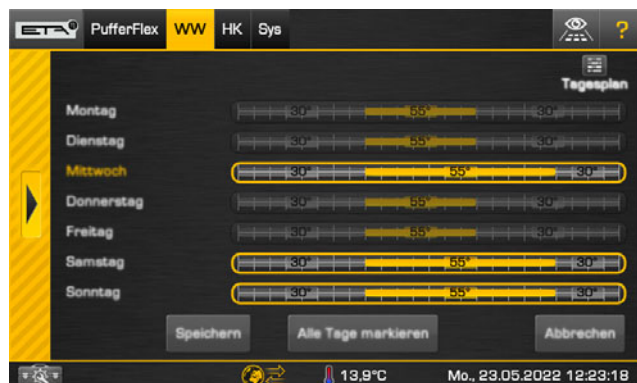 ETA PufferFlex WW HK Sys ?
Tagesplan
Montag 30° 55° 30°
Dienstag 30° 55° 30°
Mittwoch 30° 55° 30°
Donnerstag 30° 55° 30°
Freitag 30° 55° 30°
Samstag 30° 55° 30°
Sonntag 30° 55° 30°
Speichern Alle Tage markieren Abbrechen
13,9°C Mo., 23.05.2022 12:23:18